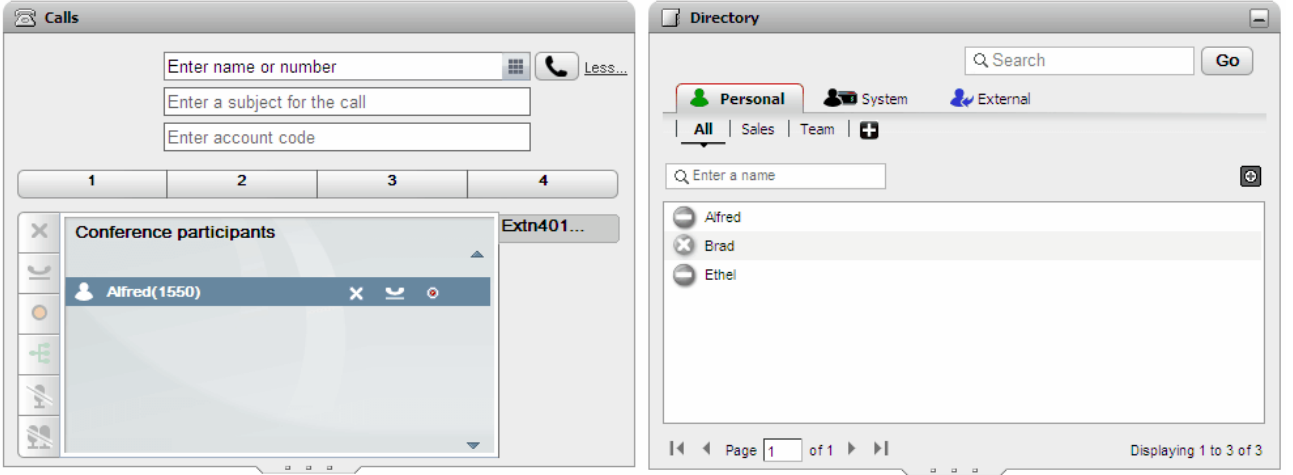 Calls
Enter name or number
Less...
Enter a subject for the call
Enter account code
1 2 3 4
Conference participants
Extn401...
Alfred(1550)
Directory
Search Go
Personal System External
All Sales Team
Enter a name
Alfred
Brad
Ethel
Page 1 of 1 Displaying 1 to 3 of 3